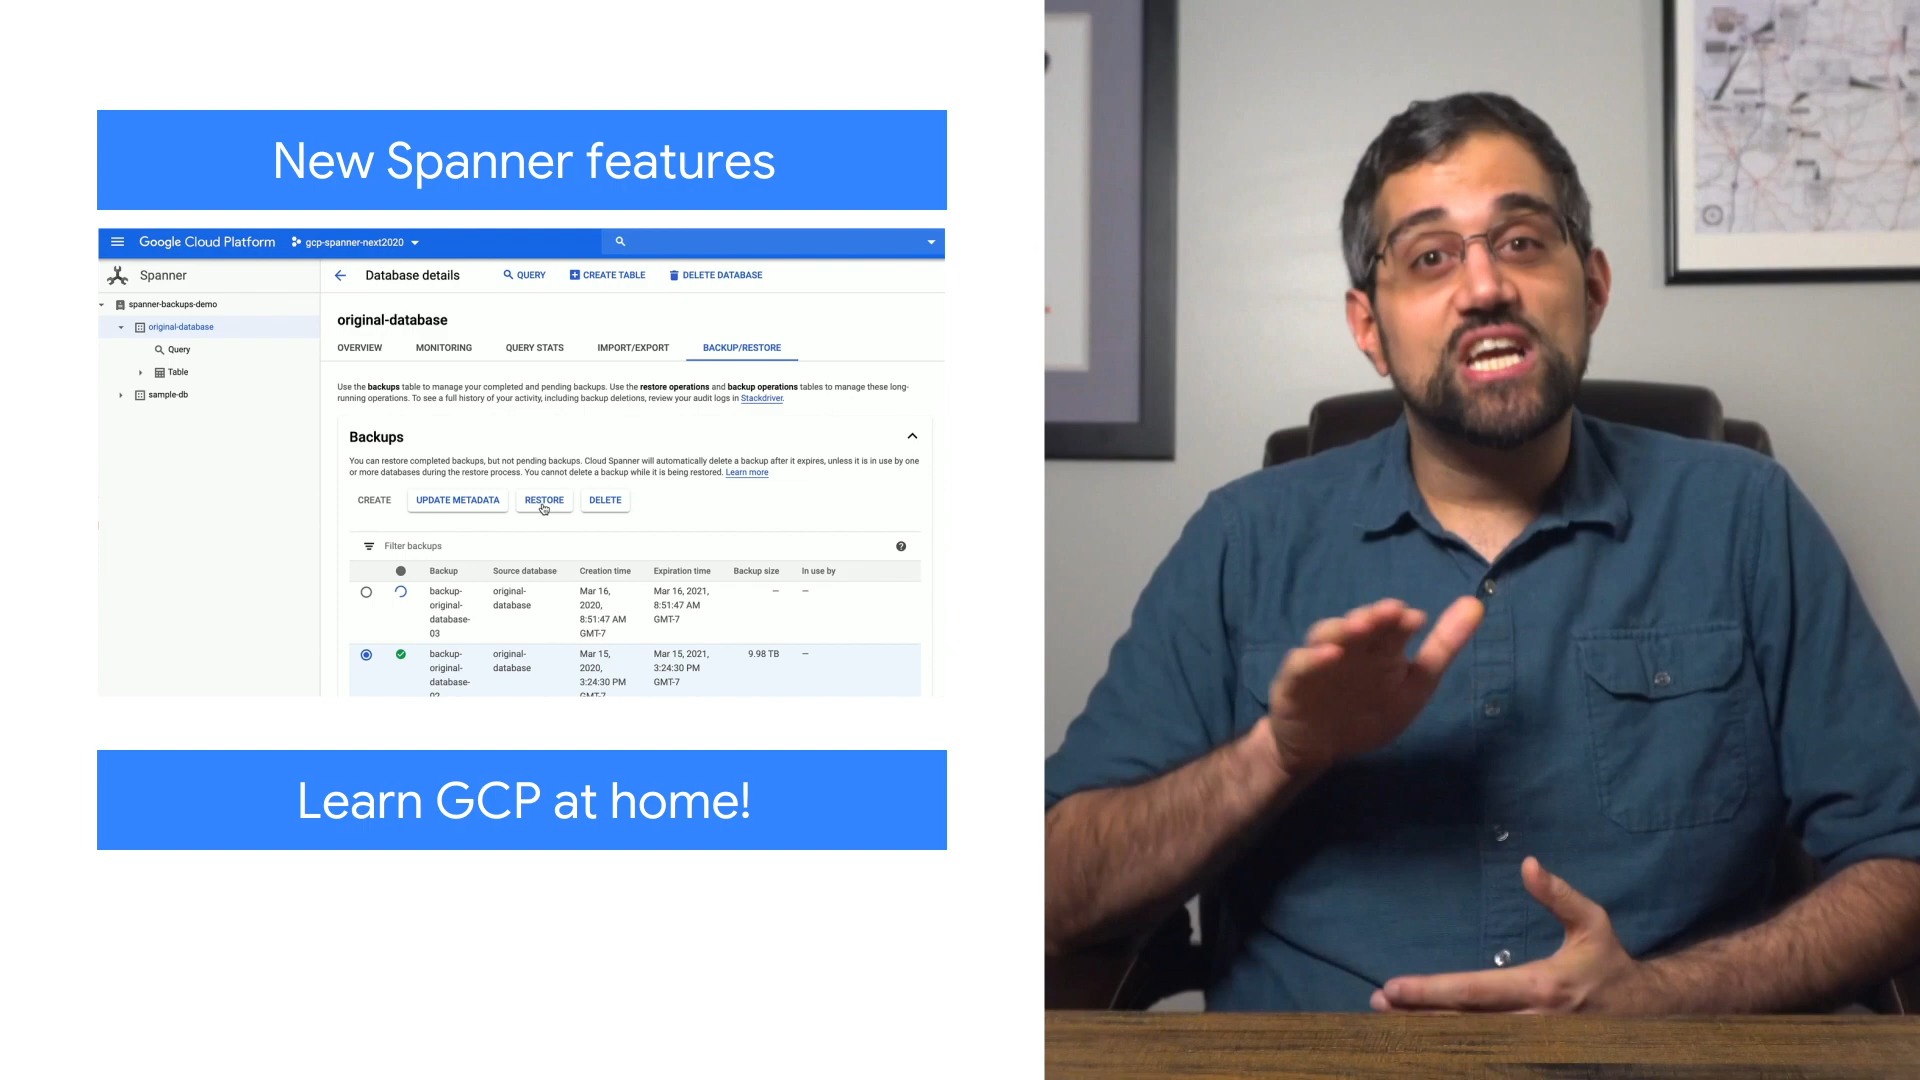 New Spanner features
Google Cloud Platform
gcp-spanner-next2020
Spanner
Database details
QUERY
CREATE TABLE
DELETE DATABASE
spanner-backups-demo
original-database
Query
Table
sample-db
original-database
OVERVIEW
MONITORING
QUERY STATS
IMPORT/EXPORT
BACKUP/RESTORE
Use the backups table to manage your completed and pending backups. Use the restore operations and backup operations tables to manage these long-
running operations. To see a full history of your activity, including backup deletions, review your audit logs in Stackdriver.
Backups
You can restore completed backups, but not pending backups. Cloud Spanner will automatically delete a backup after it expires, unless it is in use by one
or more databases during the restore process. You cannot delete a backup while it is being restored. Learn more
CREATE
UPDATE METADATA
RESTORE
DELETE
Filter backups
Backup
Source database
Creation time
Expiration time
Backup size
In use by
backup-
original-
database-
03
original-
database
Mar 16,
2020,
8:51:47 AM
GMT-7
Mar 16, 2021,
8:51:47 AM
GMT-7
—
—
backup-
original-
database-
02
original-
database
Mar 15,
2020,
3:24:30 PM
GMT-7
Mar 15, 2021,
3:24:30 PM
GMT-7
9.98 TB
—
Learn GCP at home!